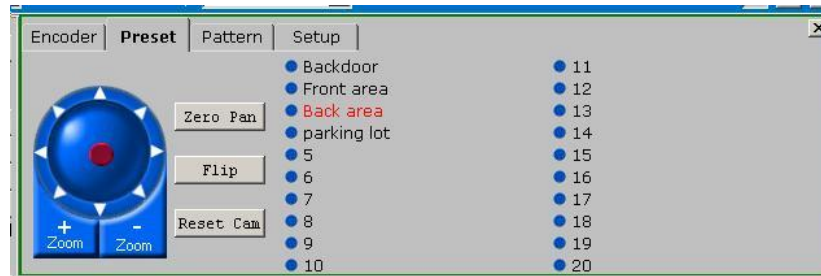 Encoder Preset Pattern Setup
Zero Pan
Flip
Reset Cam
+ -
Zoom Zoom
Backdoor
Front area
Back area
parking lot
5
6
7
8
9
10
11
12
13
14
15
16
17
18
19
20